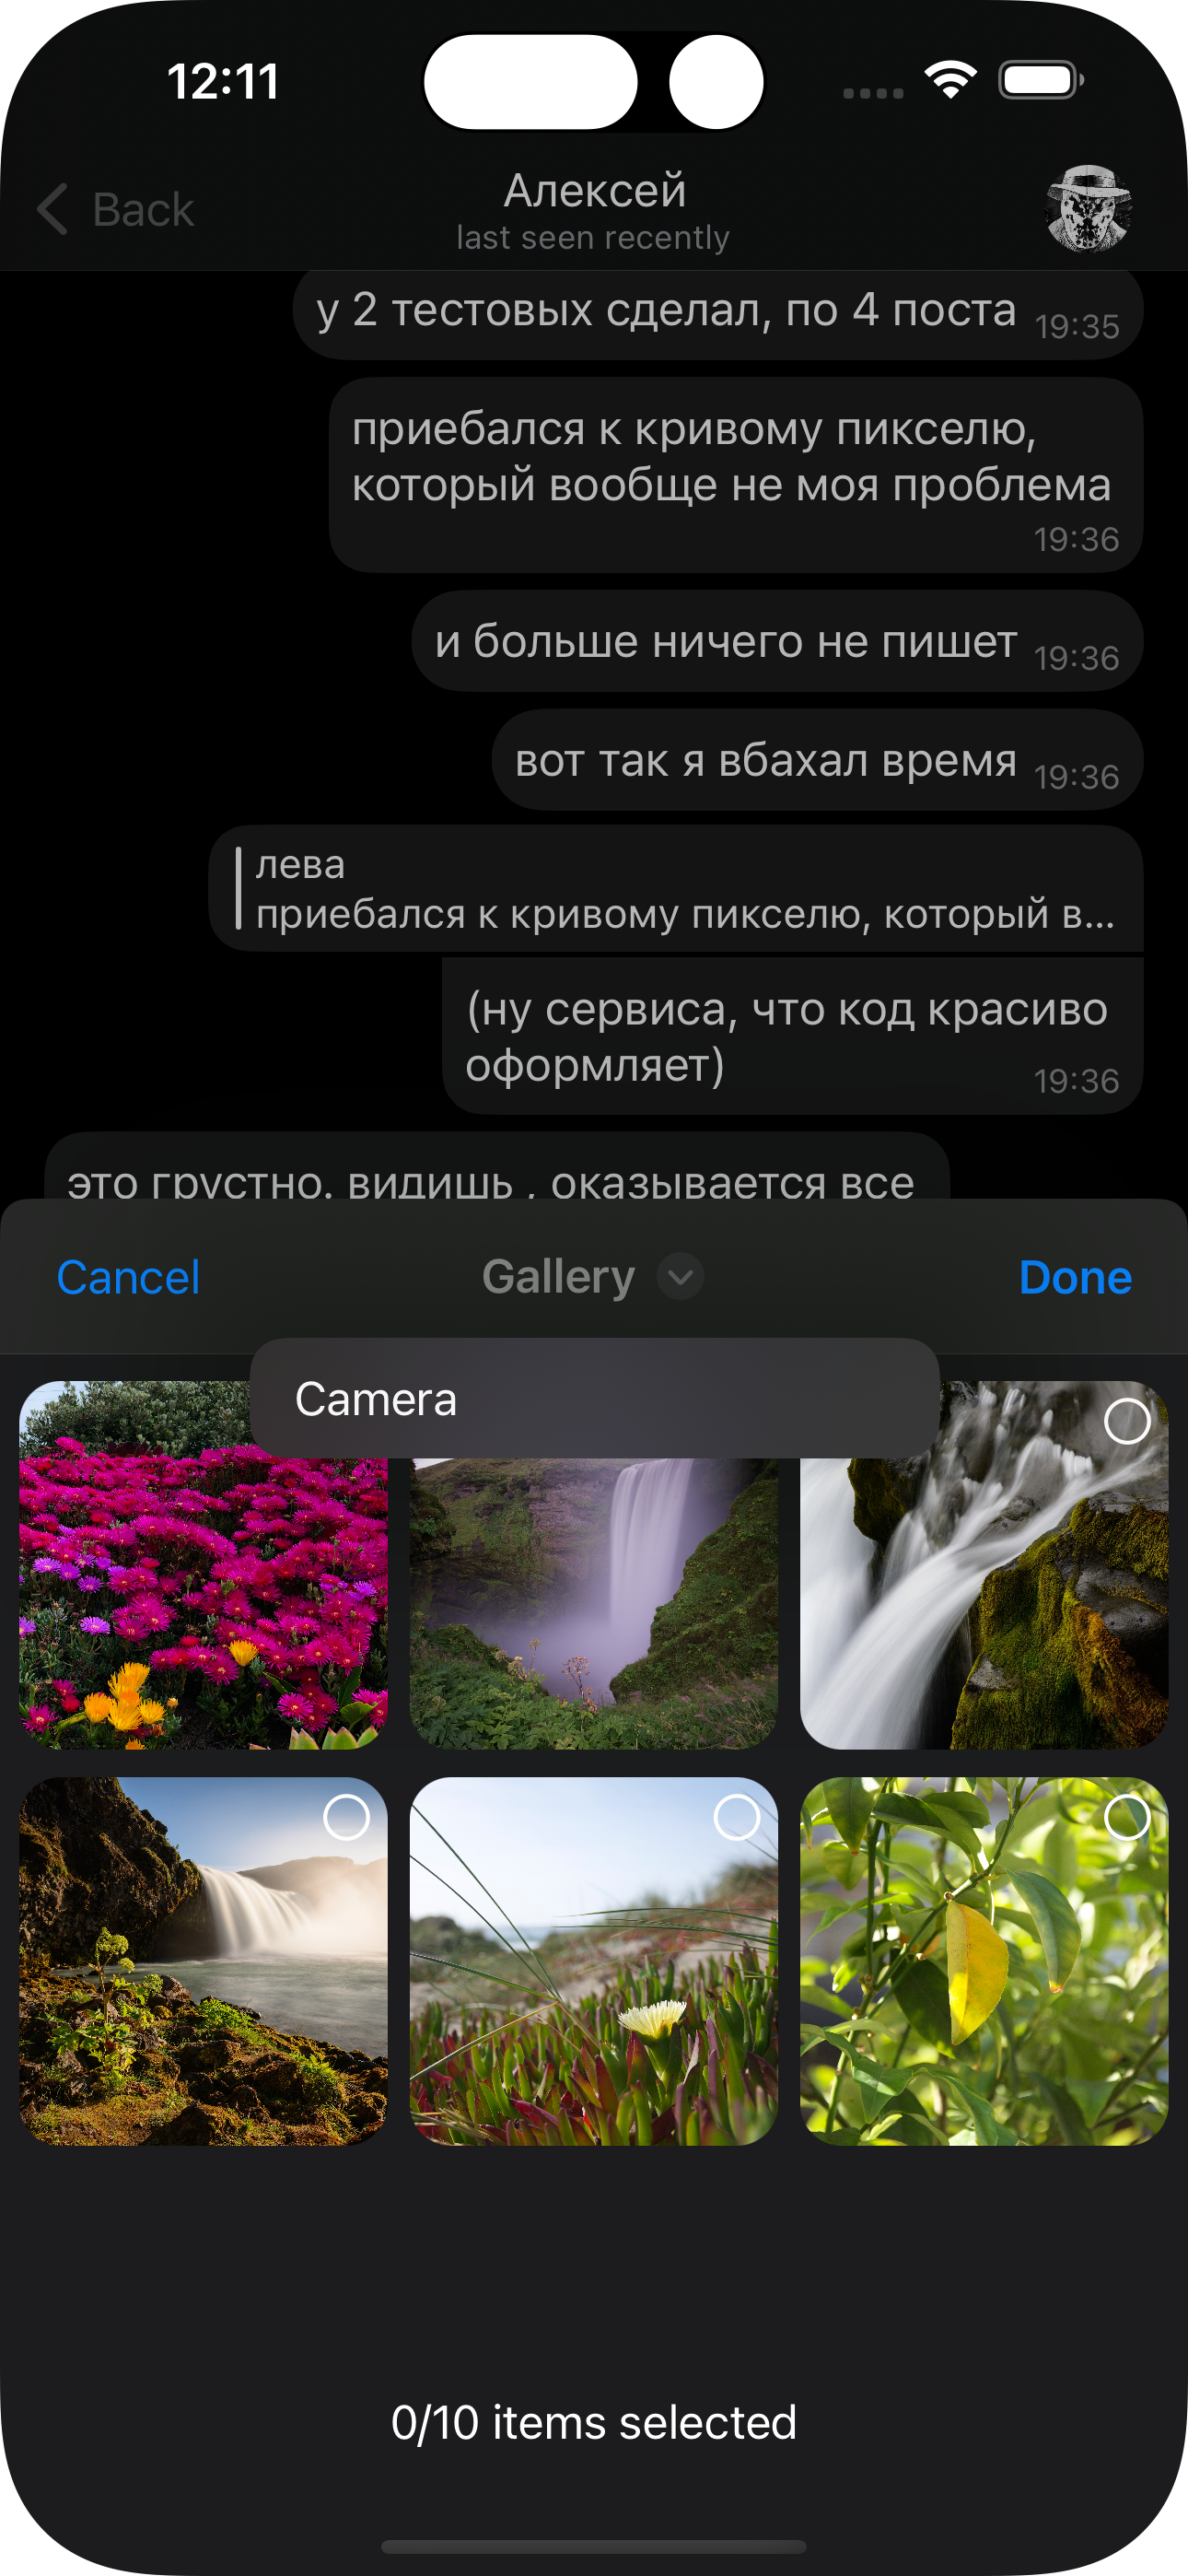 12:11
Back
Алексей
last seen recently
у 2 тестовых сделал, по 4 поста 19:35
приебался к кривому пикселю,
который вообще не моя проблема
19:36
и больше ничего не пишет 19:36
вот так я вбахал время 19:36
лева
приебался к кривому пикселю, который в...
(ну сервиса, что код красиво
оформляет) 19:36
это грустно. видишь , оказывается все
Cancel Gallery Done
Camera
0/10 items selected